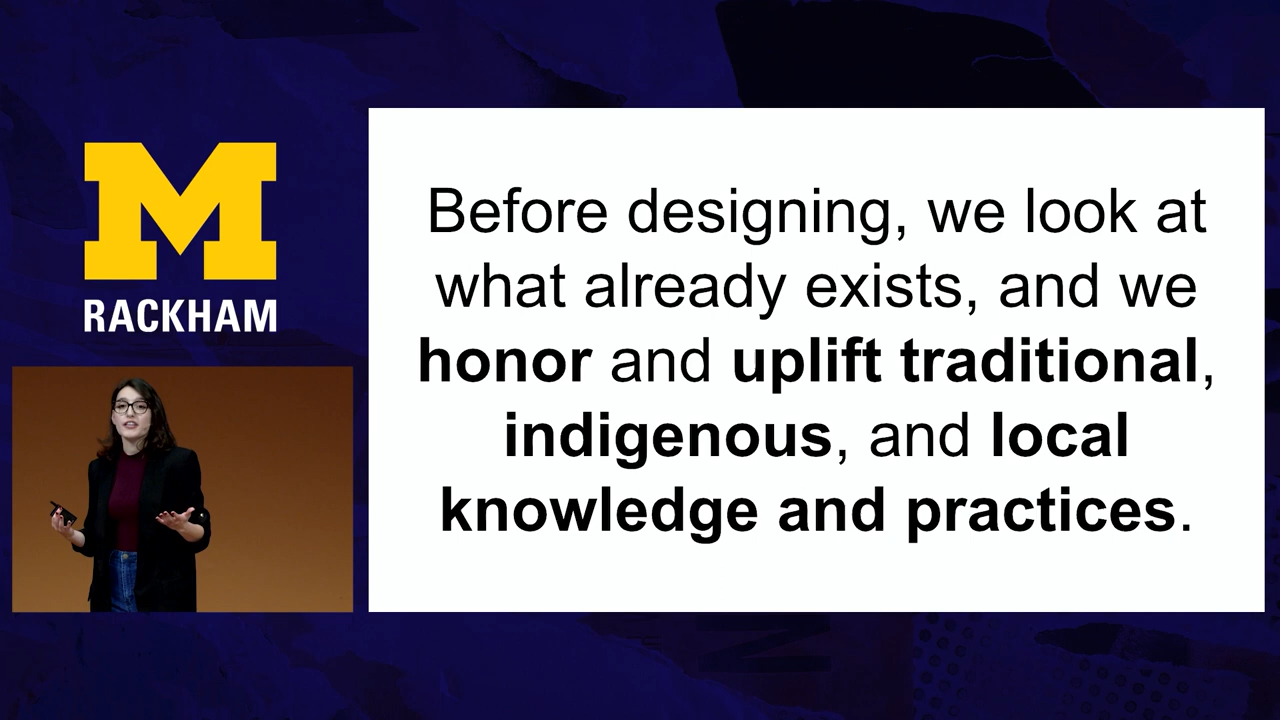 M
RACKHAM
Before designing, we look at
what already exists, and we
honor and uplift traditional,
indigenous, and local
knowledge and practices.